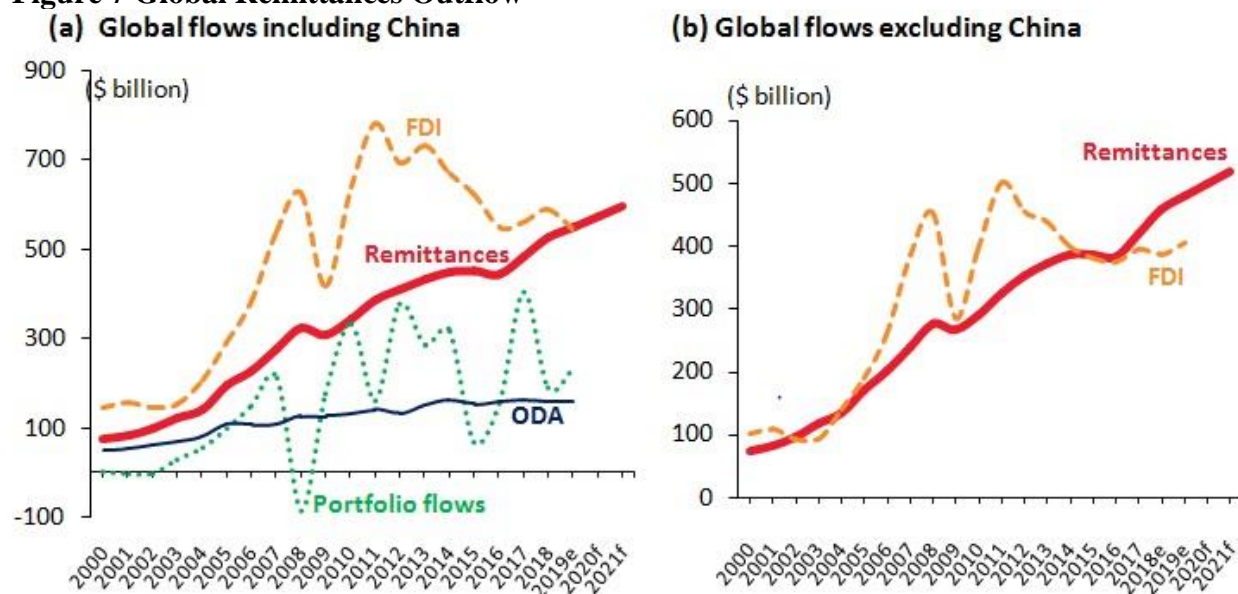 Figure 7 Global Remittances Outflow
(a) Global flows including China
900
($ billion)
700
500
300
100
-100
FDI
Remittances
ODA
Portfolio flows
2000
2001
2002
2003
2004
2005
2006
2007
2008
2009
2010
2011
2012
2013
2014
2015
2016
2017
2018
2019e
2020f
2021f
(b) Global flows excluding China
($ billion)
600
500
400
300
200
100
0
Remittances
FDI
2000
2001
2002
2003
2004
2005
2006
2007
2008
2009
2010
2011
2012
2013
2014
2015
2016
2017
2018e
2019e
2020f
2021f